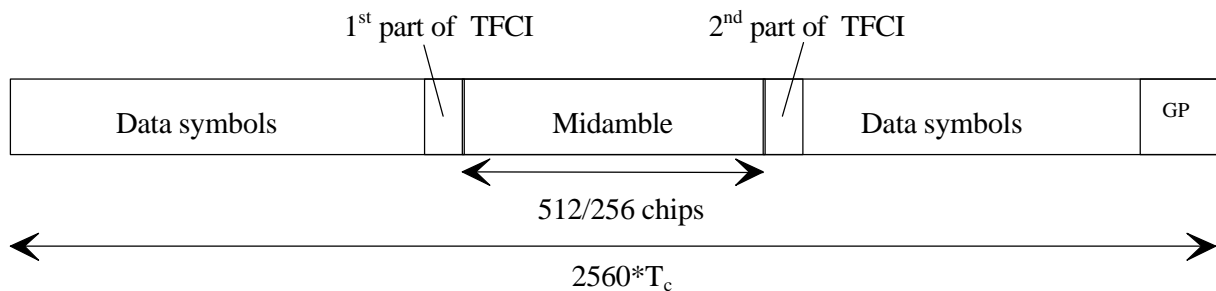 1st part of TFCI
2nd part of TFCI
Data symbols
Midamble
Data symbols
GP
512/256 chips
2560*Tc